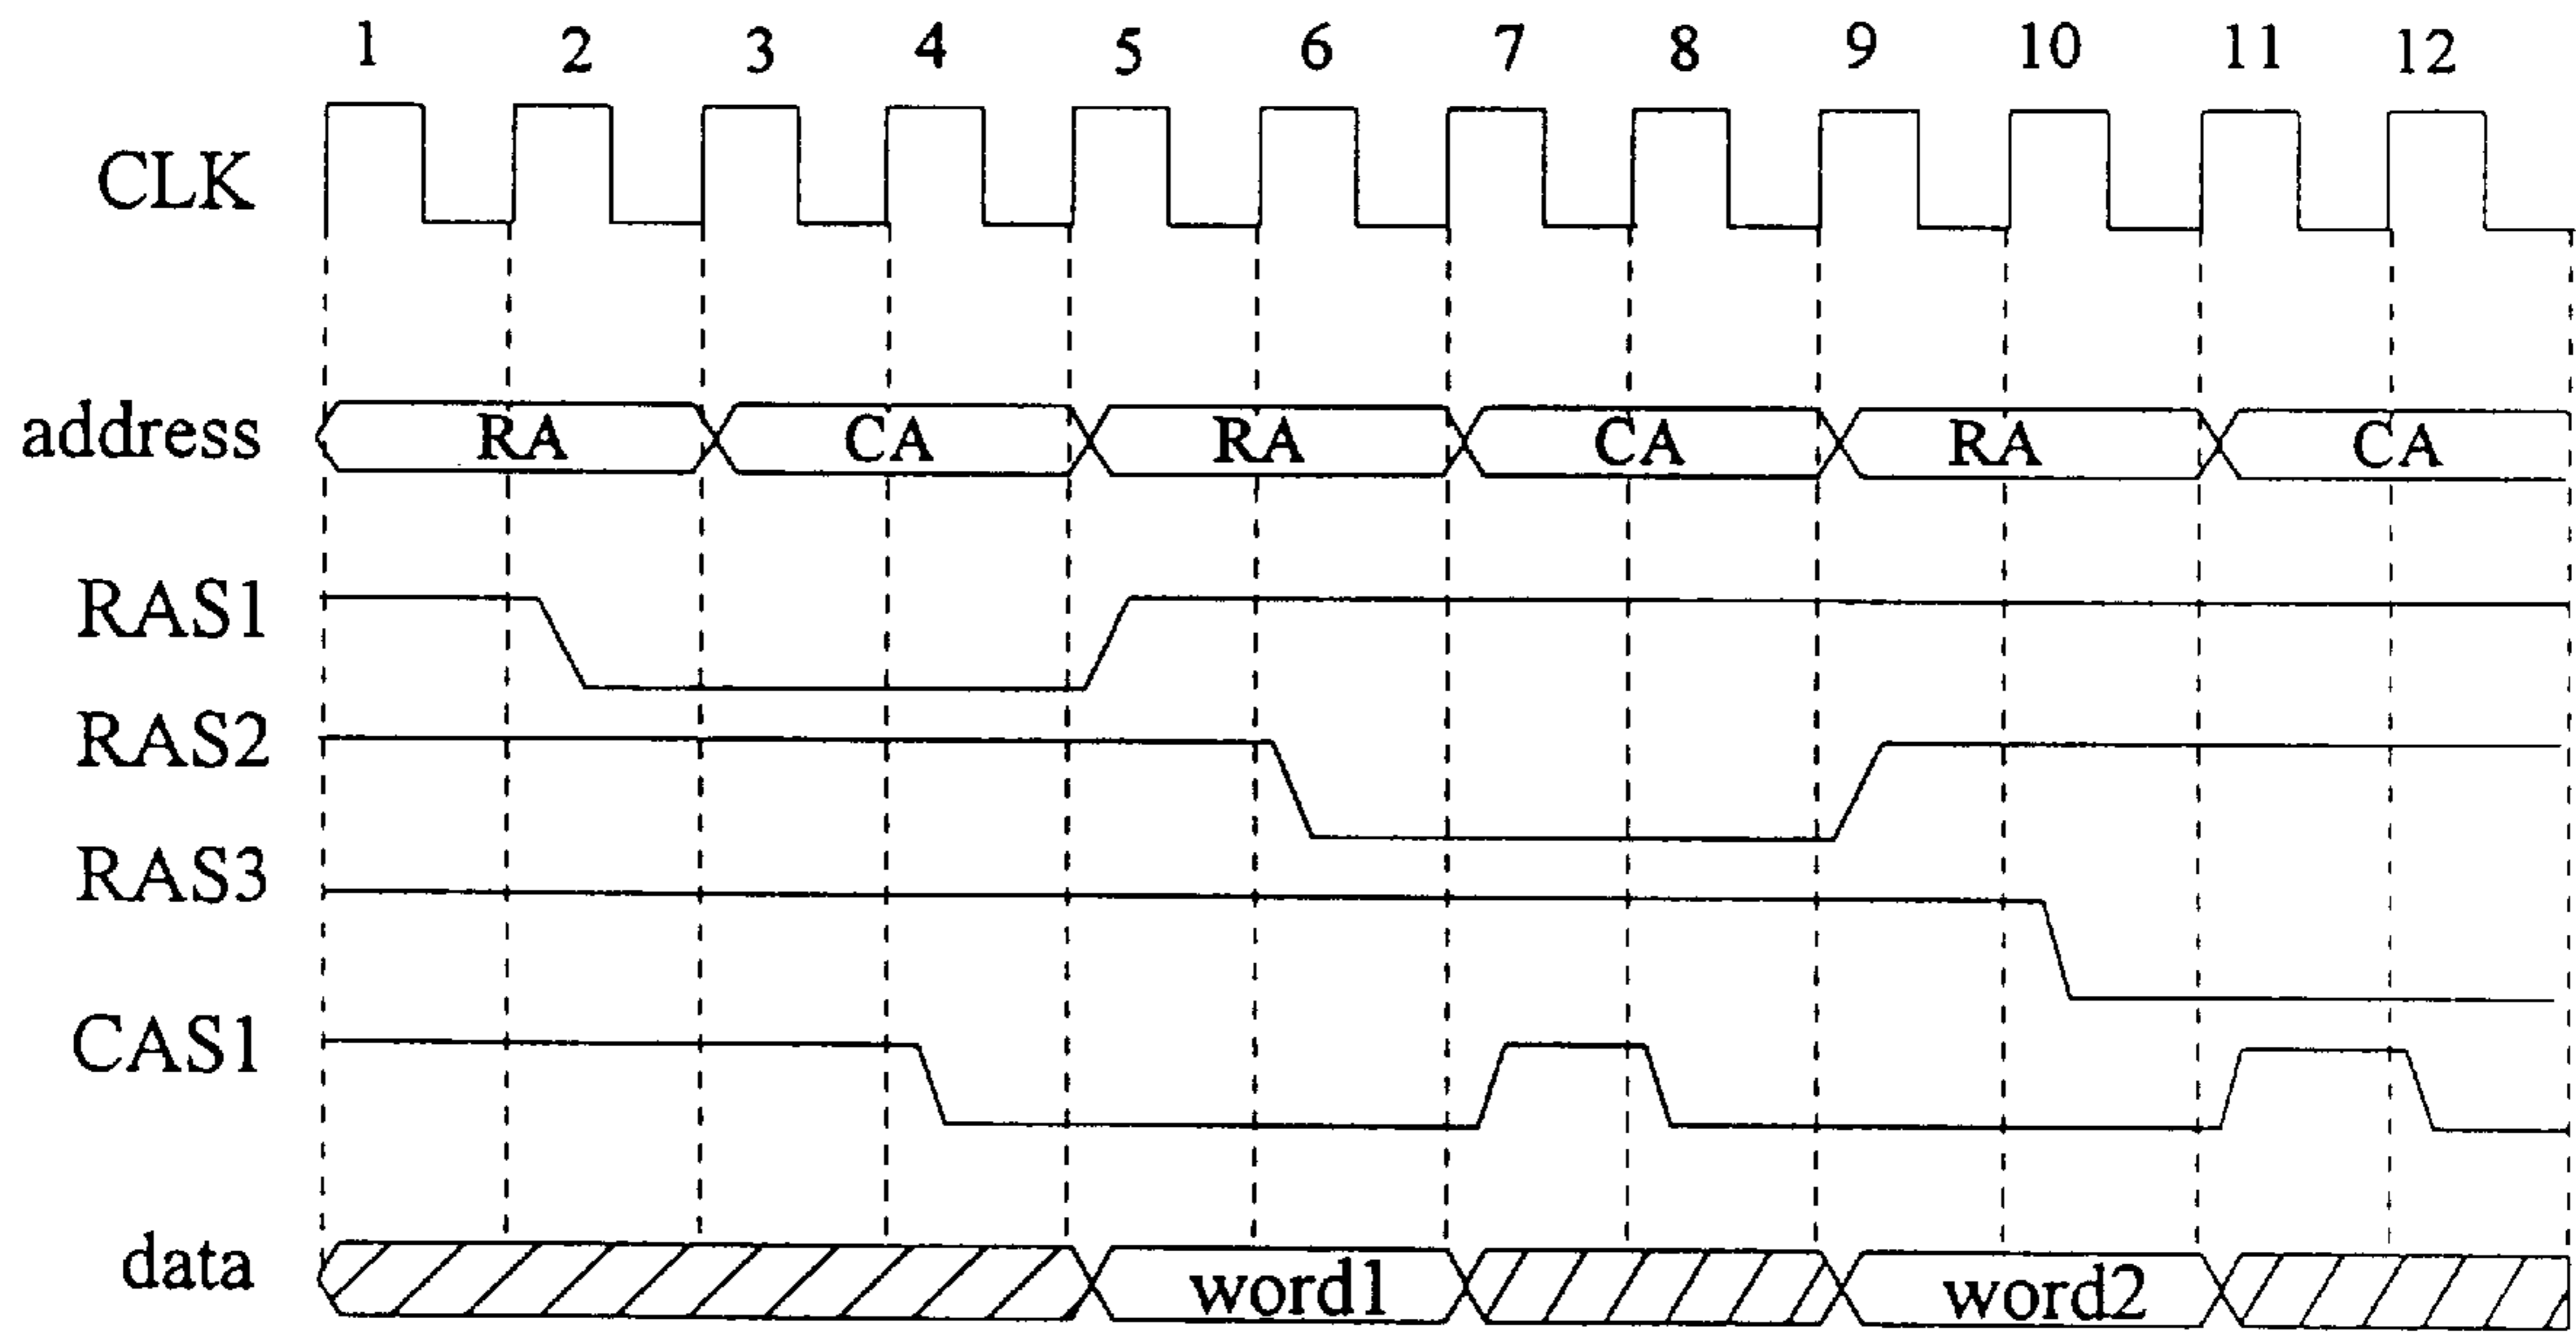 1 2 3 4 5 6 7 8 9 10 11 12
CLK
address RA CA RA CA RA CA
RAS1
RAS2
RAS3
CAS1
data word1 word2